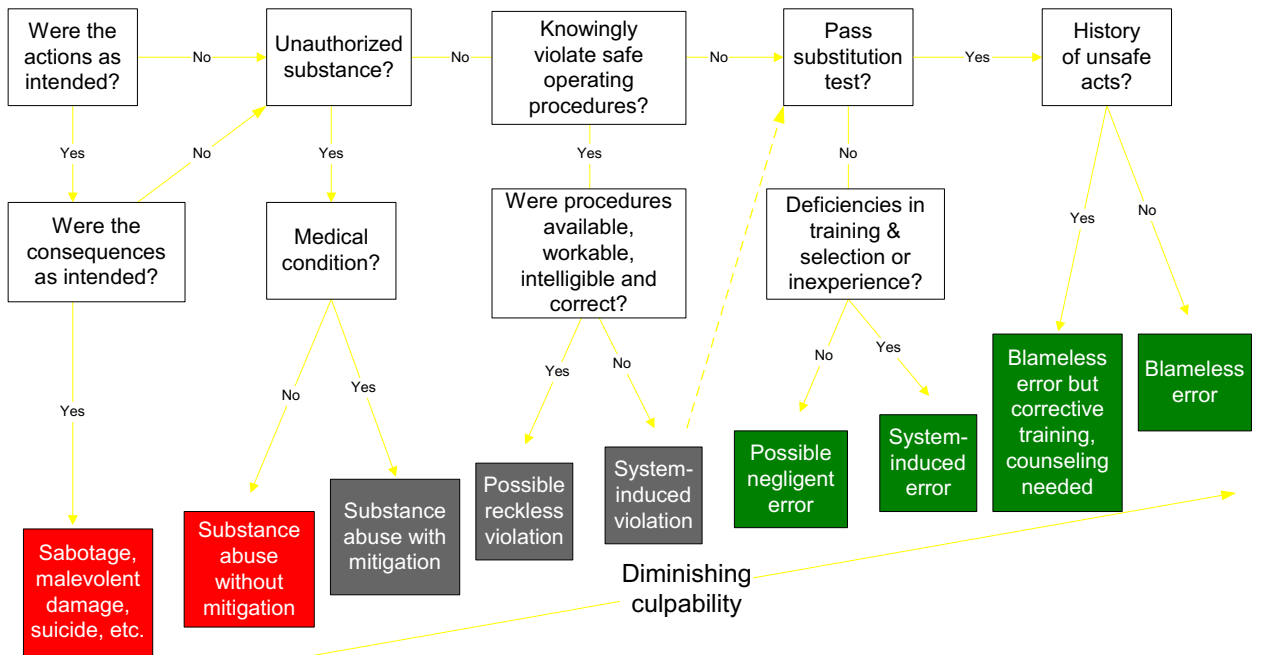 Were the
actions as
intended?
No
Unauthorized
substance?
No
Knowingly
violate safe
operating
procedures?
No
Pass
substitution
test?
Yes
History
of unsafe
acts?
Yes
No
Yes
Yes
No
Were the
consequences
as intended?
Medical
condition?
Were procedures
available,
workable,
intelligible and
correct?
Deficiencies in
training &
selection or
inexperience?
Yes
No
Yes
No
Yes
Yes
No
No
Yes
Sabotage,
malevolent
damage,
suicide, etc.
Substance
abuse
without
mitigation
Substance
abuse with
mitigation
Possible
reckless
violation
System-
induced
violation
Possible
negligent
error
System-
induced
error
Blameless
error but
corrective
training,
counseling
needed
Blameless
error
Diminishing
culpability